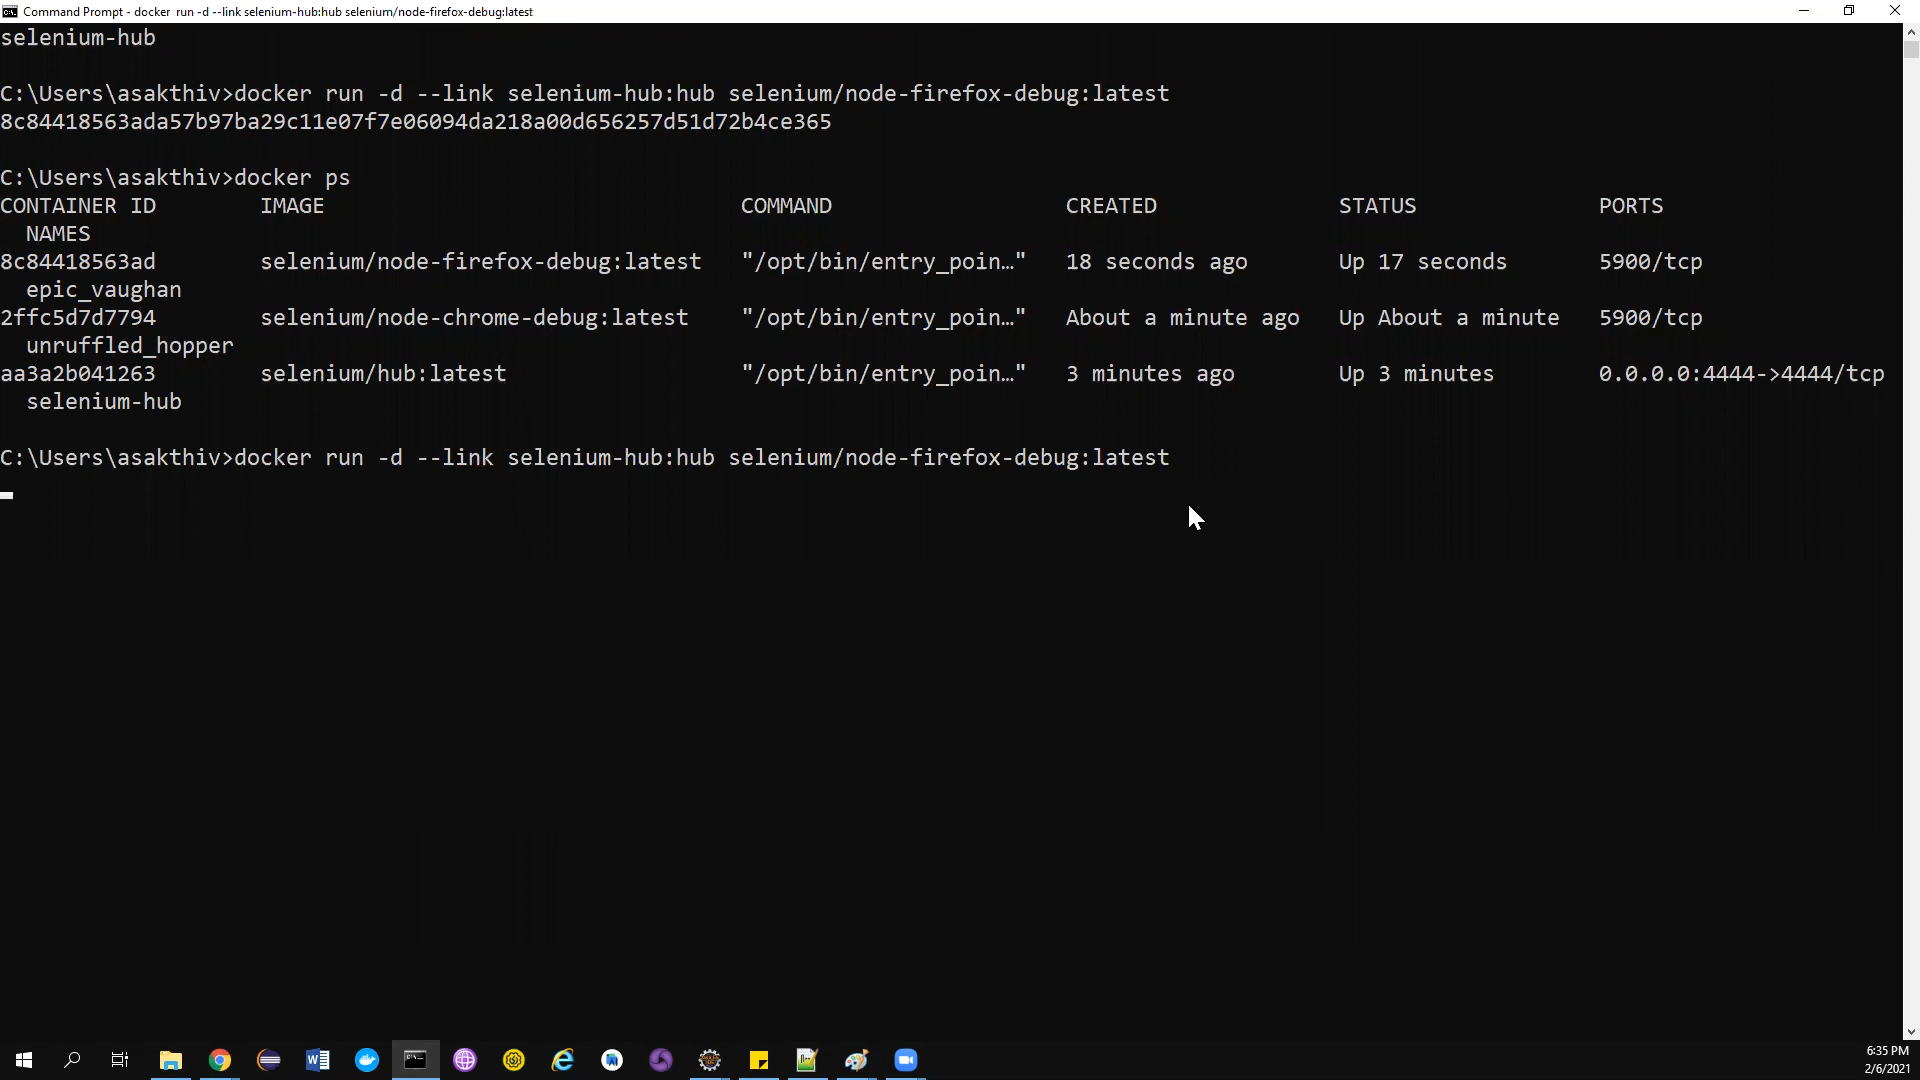 Command Prompt - docker run -d --link selenium-hub:hub selenium/node-firefox-debug:latest
selenium-hub
C:\Users\asakthiv>docker run -d --link selenium-hub:hub selenium/node-firefox-debug:latest
8c84418563ada57b97ba29c11e07f7e06094da218a00d656257d51d72b4ce365
C:\Users\asakthiv>docker ps
CONTAINER ID IMAGE COMMAND CREATED STATUS PORTS
NAMES
8c84418563ad selenium/node-firefox-debug:latest "/opt/bin/entry_poin…" 18 seconds ago Up 17 seconds 5900/tcp
epic_vaughan
2ffc5d7d7794 selenium/node-chrome-debug:latest "/opt/bin/entry_poin…" About a minute ago Up About a minute 5900/tcp
unruffled_hopper
aa3a2b041263 selenium/hub:latest "/opt/bin/entry_poin…" 3 minutes ago Up 3 minutes 0.0.0.0:4444->4444/tcp
selenium-hub
C:\Users\asakthiv>docker run -d --link selenium-hub:hub selenium/node-firefox-debug:latest
6:35 PM
2/6/2021